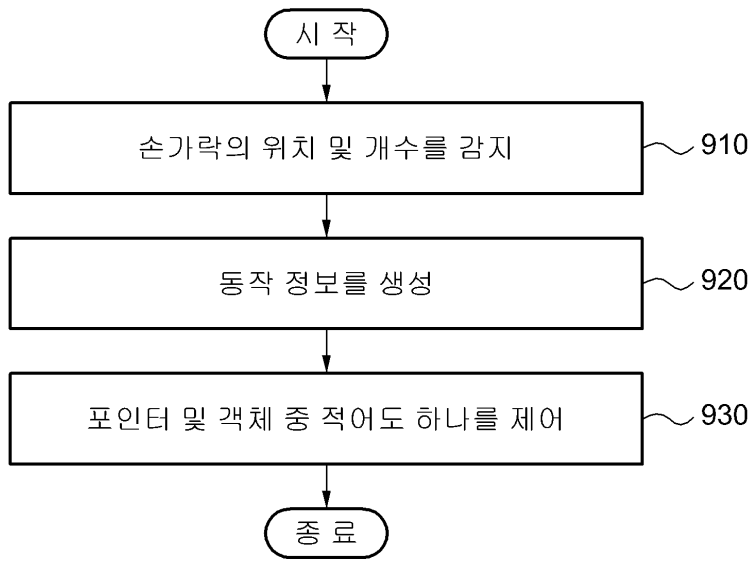 시 작
손가락의 위치 및 개수를 감지
910
동작 정보를 생성
920
포인터 및 객체 중 적어도 하나를 제어
930
종 료